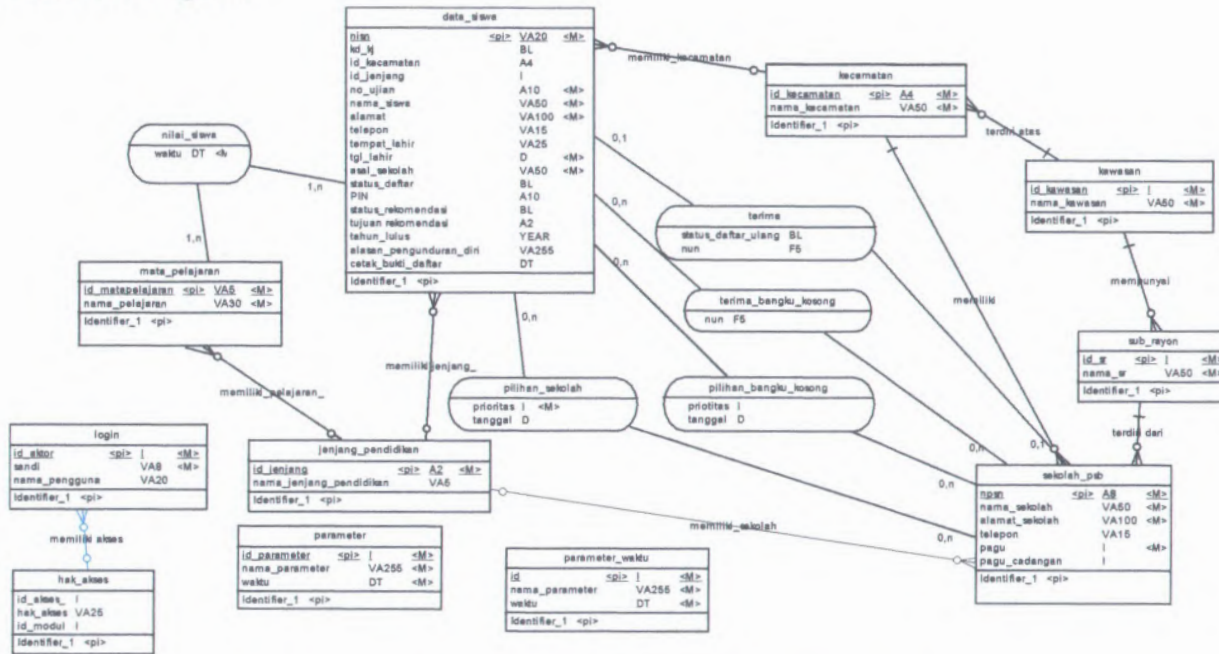 data_siswa
nisn <pi> VA20 <M>
kd_kj BL
id_kecamatan A4
id_jenjang I
no_ujian A10 <M>
nama_siswa VA50 <M>
alamat VA100 <M>
telepon VA15
tempat_lahir VA25
tgl_lahir D <M>
asal_sekolah VA50 <M>
status_daftar BL
PIN A10
status_rekomendasi BL
tujuan rekomendasi A2
tahun_lulus YEAR
alasan_pengunduran_diri VA255
cetak_bukti_daftar DT
Identifier_1 <pi>
memiliki_kecamatan
kecamatan
id_kecamatan <pi> A4 <M>
nama_kecamatan VA50 <M>
Identifier_1 <pi>
terdiri atas
kawasan
id_kawasan <pi> I <M>
nama_kawasan VA50 <M>
Identifier_1 <pi>
mempunyai
sub_rayon
id_sr <pi> I <M>
nama_sr VA50 <M>
Identifier_1 <pi>
terdiri dari
nilai_siswa
waktu DT <M
1,n
1,n
mata_pelajaran
id_matapelajaran <pi> VA5 <M>
nama_pelajaran VA30 <M>
Identifier_1 <pi>
memiliki_pelajaran_
memiliki_jenjang_
0,1
0,n
0,n
0,n
terima
status_daftar_ulang BL
nun F5
terima_bangku_kosong
nun F5
memiliki
pilihan_sekolah
prioritas I <M>
tanggal D
pilihan_bangku_kosong
priotitas I
tanggal D
0,1
0,n
0,n
0,n
login
id_aktor <pi> I <M>
sandi VA8 <M>
nama_pengguna VA20
Identifier_1 <pi>
memiliki akses
hak_akses
id_akses_ I
hak_akses VA25
id_modul I
Identifier_1 <pi>
jenjang_pendidikan
id_jenjang <pi> A2 <M>
nama_jenjang_pendidikan VA5
Identifier_1 <pi>
memiliki_sekolah
parameter
id_parameter <pi> I <M>
nama_parameter VA255 <M>
waktu DT <M>
Identifier_1 <pi>
parameter_waktu
id <pi> I <M>
nama_parameter VA255 <M>
waktu DT <M>
Identifier_1 <pi>
sekolah_psb
npsn <pi> A8 <M>
nama_sekolah VA50 <M>
alamat_sekolah VA100 <M>
telepon VA15
pagu I <M>
pagu_cadangan I
Identifier_1 <pi>